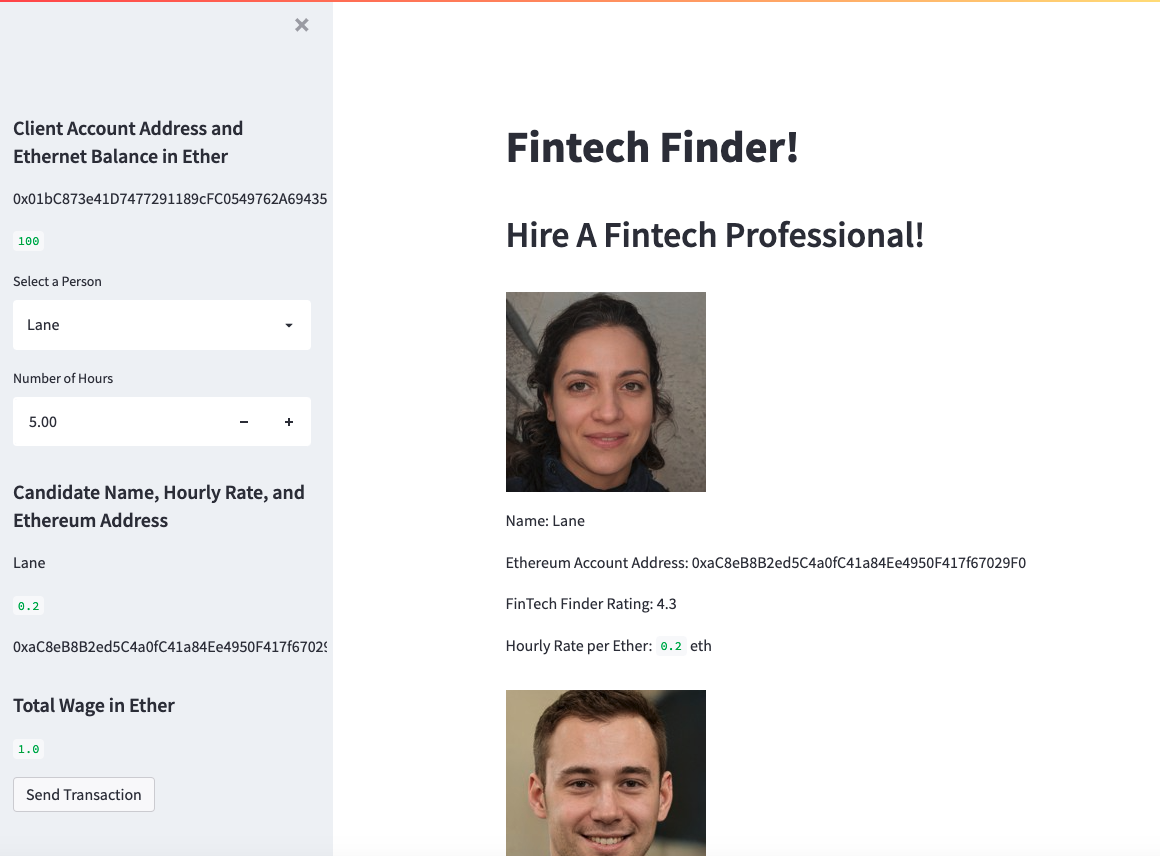 Client Account Address and
Ethernet Balance in Ether
0x01bC873e41D7477291189cFC0549762A69435
100
Select a Person
Lane
Number of Hours
5.00
Candidate Name, Hourly Rate, and
Ethereum Address
Lane
0.2
0xaC8eB8B2ed5C4a0fC41a84Ee4950F417f67029
Total Wage in Ether
1.0
Send Transaction
Fintech Finder!
Hire A Fintech Professional!
Name: Lane
Ethereum Account Address: 0xaC8eB8B2ed5C4a0fC41a84Ee4950F417f67029F0
FinTech Finder Rating: 4.3
Hourly Rate per Ether: 0.2 eth